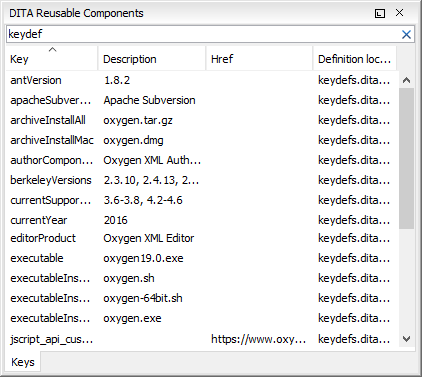 DITA Reusable Components
keydef
Key Description Href Definition loc...
antVersion 1.8.2 keydefs.dita...
apacheSubver... Apache Subversion keydefs.dita...
archiveInstallAll oxygen.tar.gz keydefs.dita...
archiveInstallMac oxygen.dmg keydefs.dita...
authorCompon... Oxygen XML Auth... keydefs.dita...
berkeleyVersions 2.3.10, 2.4.13, 2... keydefs.dita...
currentSuppor... 3.6-3.8, 4.2-4.6 keydefs.dita...
currentYear 2016 keydefs.dita...
editorProduct Oxygen XML Editor keydefs.dita...
executable oxygen19.0.exe keydefs.dita...
executableIns... oxygen.sh keydefs.dita...
executableIns... oxygen-64bit.sh keydefs.dita...
executableIns... oxygen.exe keydefs.dita...
jscript_api_cus... https://www.oxy... keydefs.dita...
Keys